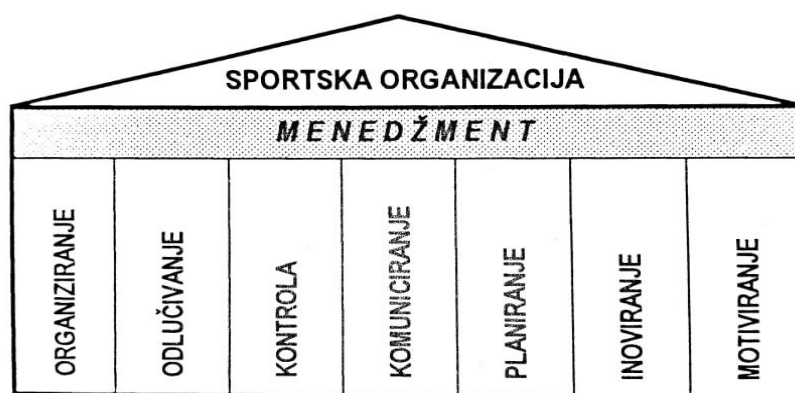 SPORTSKA ORGANIZACIJA
MENEDŽMENT
ORGANIZIRANJE
ODLUČIVANJE
KONTROLA
KOMUNICIRANJE
PLANIRANJE
INOVIRANJE
MOTIVIRANJE